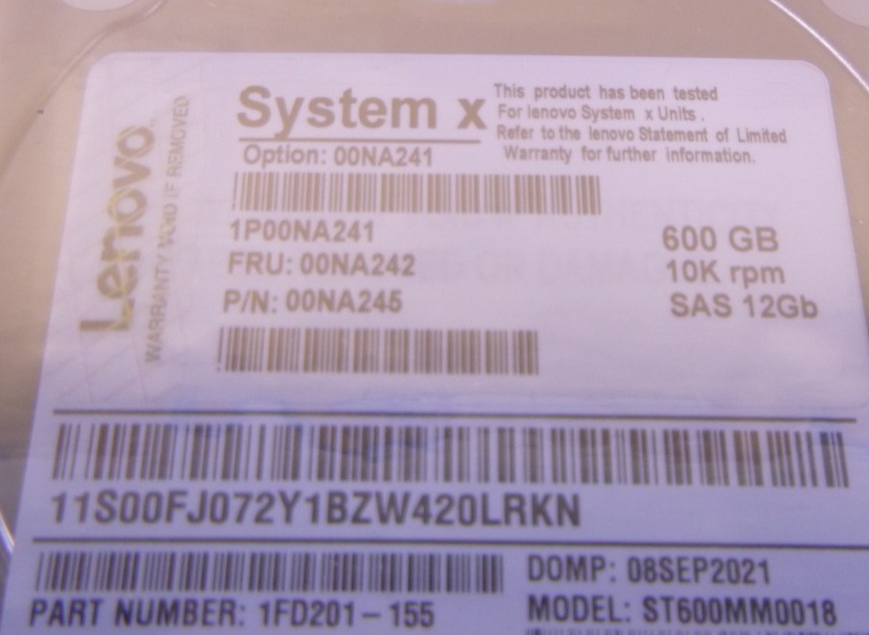 Lenovo
WARRANTY VOID IF REMOVED
System x
This product has been tested
For lenovo System x Units .
Refer to the lenovo Statement of Limited
Warranty for further information.
Option: 00NA241
1P00NA241
FRU: 00NA242
P/N: 00NA245
600 GB
10K rpm
SAS 12Gb
11S00FJ072Y1BZW420LRKN
DOMP: 08SEP2021
PART NUMBER: 1FD201-155
MODEL: ST600MM0018